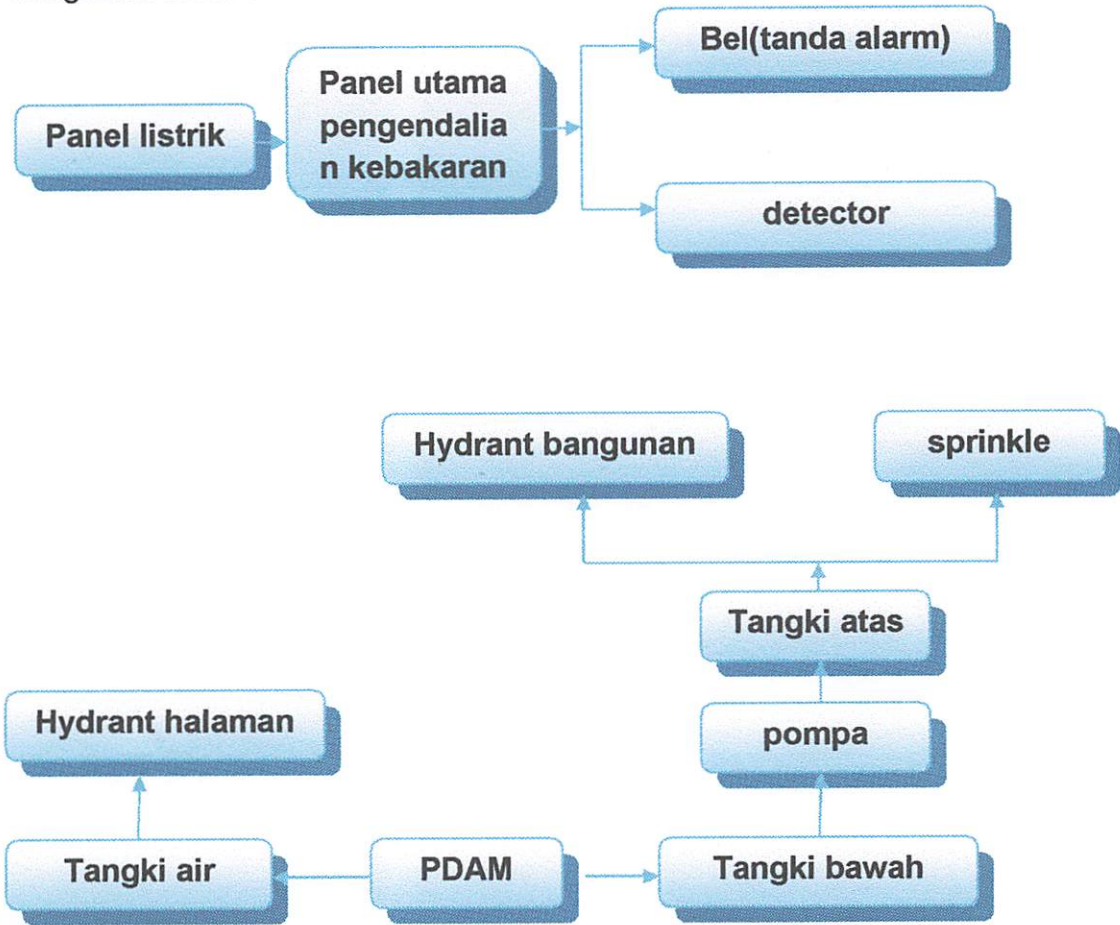 Bel(tanda alarm)
Panel listrik
Panel utama
pengendalia
n kebakaran
detector
Hydrant bangunan
sprinkle
Tangki atas
Hydrant halaman
pompa
Tangki air
PDAM
Tangki bawah